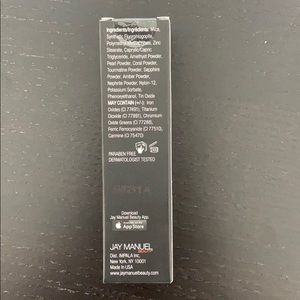 Ingredients/Ingrédients: Mica,
Synthetic Fluorphlogopite,
Zinc
Stearate, Caprylic/Capric
Triglyceride, Amethyst Powder,
Pearl Powder, Coral Powder,
Tourmaline Powder, Sapphire
Powder, Amber Powder,
Nephrite Powder, Nylon-12,
Potassium Sorbate,
Phenoxyethanol, Tin Oxide
MAY CONTAIN (+/-): Iron
Oxides (CI 77491), Titanium
Dioxide (CI 77891), Chromium
Oxide Greens (CI 77288),
Ferric Ferrocyanide (CI 77510),
Carmine (CI 75470)
PARABEN FREE
DERMATOLOGIST TESTED
Download
Jay Manuel Beauty App.
App Store
JAY MANUEL
BEAUTY
Dist. IMPALA Inc.
New York, NY 10001
Made in USA
www.jaymanuelbeauty.com